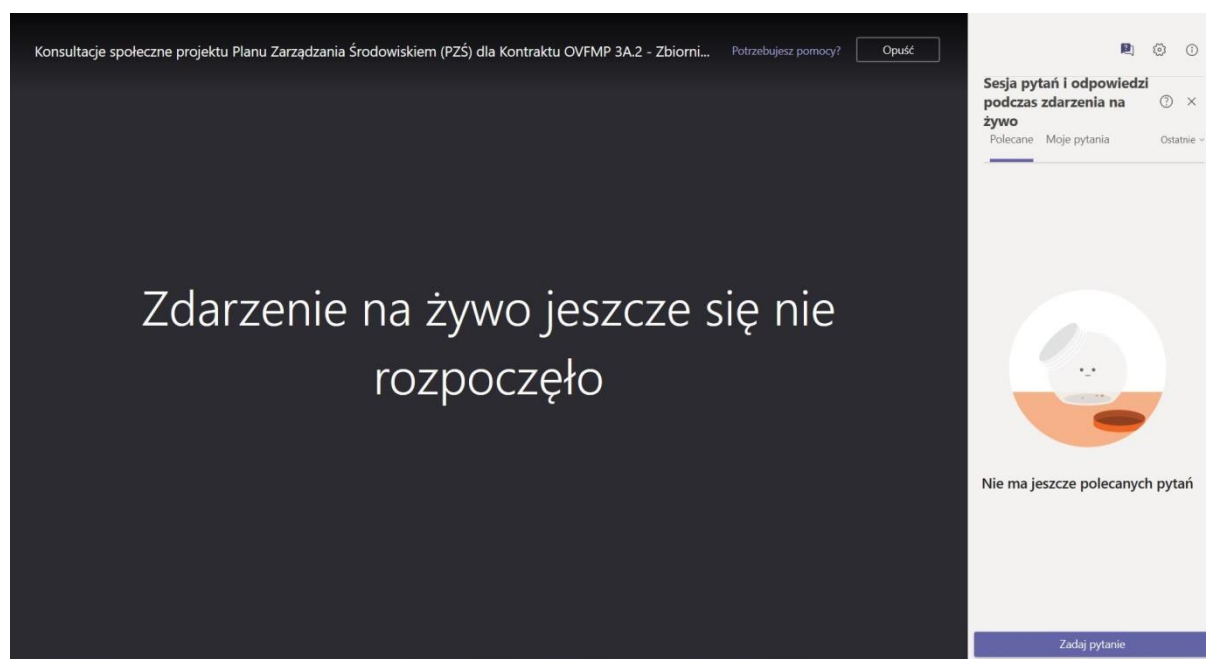 Konsultacje społeczne projektu Planu Zarządzania Środowiskiem (PZŚ) dla Kontraktu OVFMP 3A.2 - Zbiorni...
Potrzebujesz pomocy?
Opuść
Zdarzenie na żywo jeszcze się nie
rozpoczęło
Sesja pytań i odpowiedzi
podczas zdarzenia na
żywo
Polecane
Moje pytania
Ostatnie
Nie ma jeszcze polecanych pytań
Zadaj pytanie